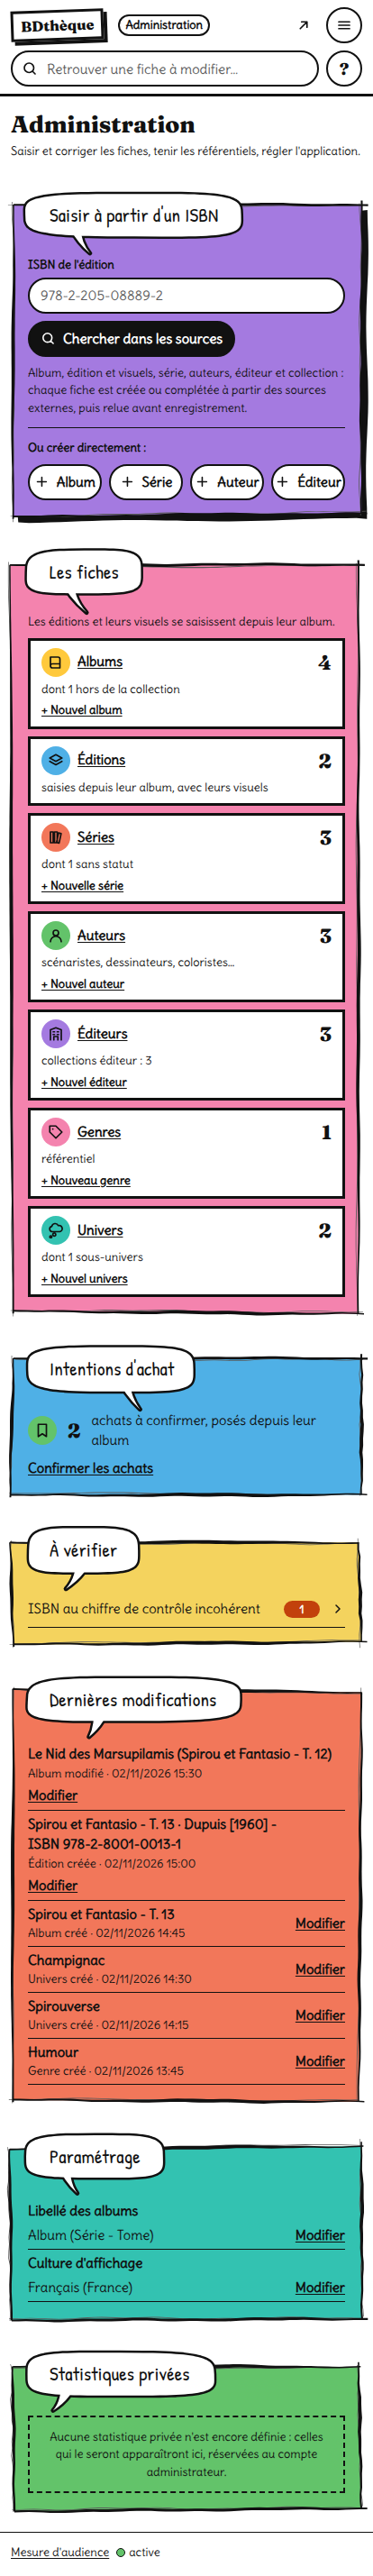 BDthèque
Administration
Retrouver une fiche à modifier...
?
Administration
Saisir et corriger les fiches, tenir les référentiels, régler l'application.
Saisir à partir d'un ISBN
ISBN de l'édition
978-2-205-08889-2
Chercher dans les sources
Album, édition et visuels, série, auteurs, éditeur et collection :
chaque fiche est créée ou complétée à partir des sources
externes, puis relue avant enregistrement.
Ou créer directement :
+ Album
+ Série
+ Auteur
+ Éditeur
Les fiches
Les éditions et leurs visuels se saisissent depuis leur album.
Albums 4
dont 1 hors de la collection
+ Nouvel album
Éditions 2
saisies depuis leur album, avec leurs visuels
Séries 3
dont 1 sans statut
+ Nouvelle série
Auteurs 3
scénaristes, dessinateurs, coloristes...
+ Nouvel auteur
Éditeurs 3
collections éditeur : 3
+ Nouvel éditeur
Genres 1
référentiel
+ Nouveau genre
Univers 2
dont 1 sous-univers
+ Nouvel univers
Intentions d'achat
2 achats à confirmer, posés depuis leur
album
Confirmer les achats
À vérifier
ISBN au chiffre de contrôle incohérent 1
Dernières modifications
Le Nid des Marsupilamis (Spirou et Fantasio - T. 12)
Album modifié · 02/11/2026 15:30
Modifier
Spirou et Fantasio - T. 13 · Dupuis [1960] -
ISBN 978-2-8001-0013-1
Édition créée · 02/11/2026 15:00
Modifier
Spirou et Fantasio - T. 13
Album créé · 02/11/2026 14:45
Modifier
Champignac
Univers créé · 02/11/2026 14:30
Modifier
Spirouverse
Univers créé · 02/11/2026 14:15
Modifier
Humour
Genre créé · 02/11/2026 13:45
Modifier
Paramétrage
Libellé des albums
Album (Série - Tome) Modifier
Culture d'affichage
Français (France) Modifier
Statistiques privées
Aucune statistique privée n'est encore définie : celles
qui le seront apparaîtront ici, réservées au compte
administrateur.
Mesure d'audience active